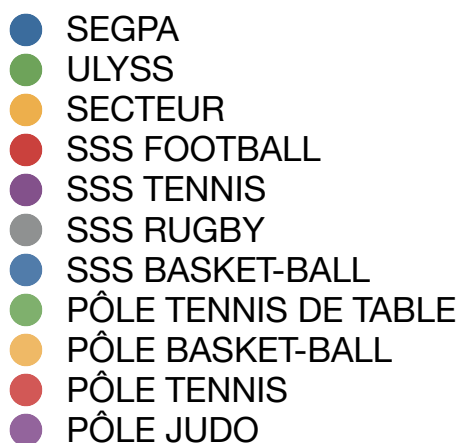 SEGPA
ULYSS
SECTEUR
SSS FOOTBALL
SSS TENNIS
SSS RUGBY
SSS BASKET-BALL
PÔLE TENNIS DE TABLE
PÔLE BASKET-BALL
PÔLE TENNIS
PÔLE JUDO